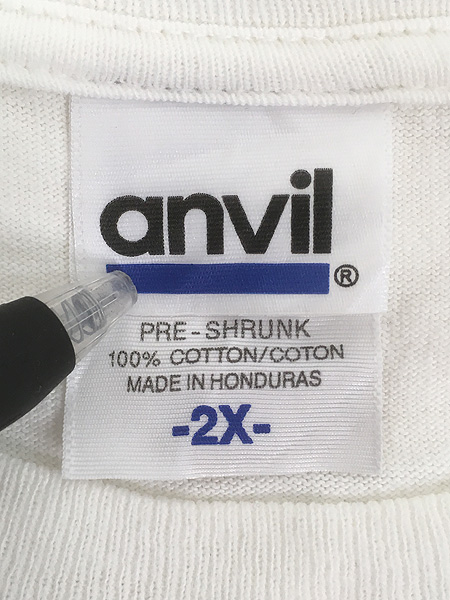 anvil
®
PRE-SHRUNK
100% COTTON/COTON
MADE IN HONDURAS
-2X-